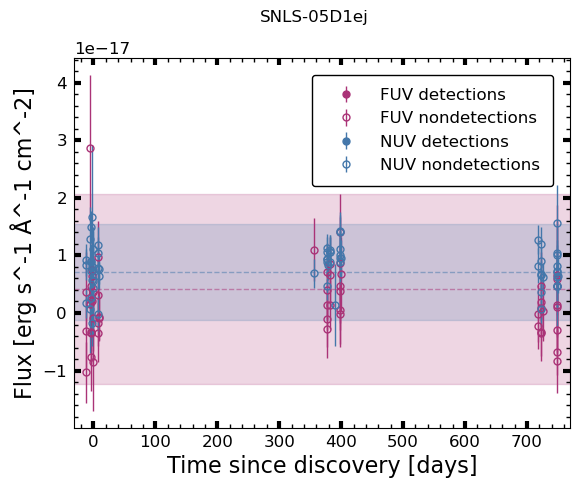 SNLS-05D1ej
1e−17
FUV detections
FUV nondetections
NUV detections
NUV nondetections
4
3
2
1
0
−1
Flux [erg s^-1 Å^-1 cm^-2]
0 100 200 300 400 500 600 700
Time since discovery [days]